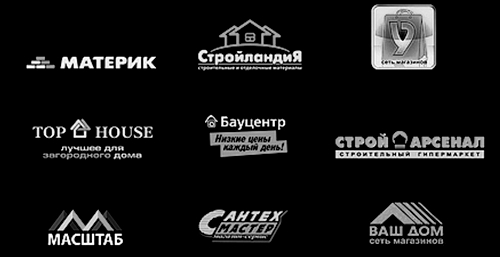 МАТЕРИК
СтройландиЯ
строительные и отделочные материалы
У
сеть магазинов
TOP HOUSE
лучшее для
загородного дома
Бауцентр
Низкие цены
каждый день!
СТРОЙ АРСЕНАЛ
СТРОИТЕЛЬНЫЙ ГИПЕРМАРКЕТ
МАСШТАБ
САНТЕХ
МАСТЕР
ВАШ ДОМ
сеть магазинов